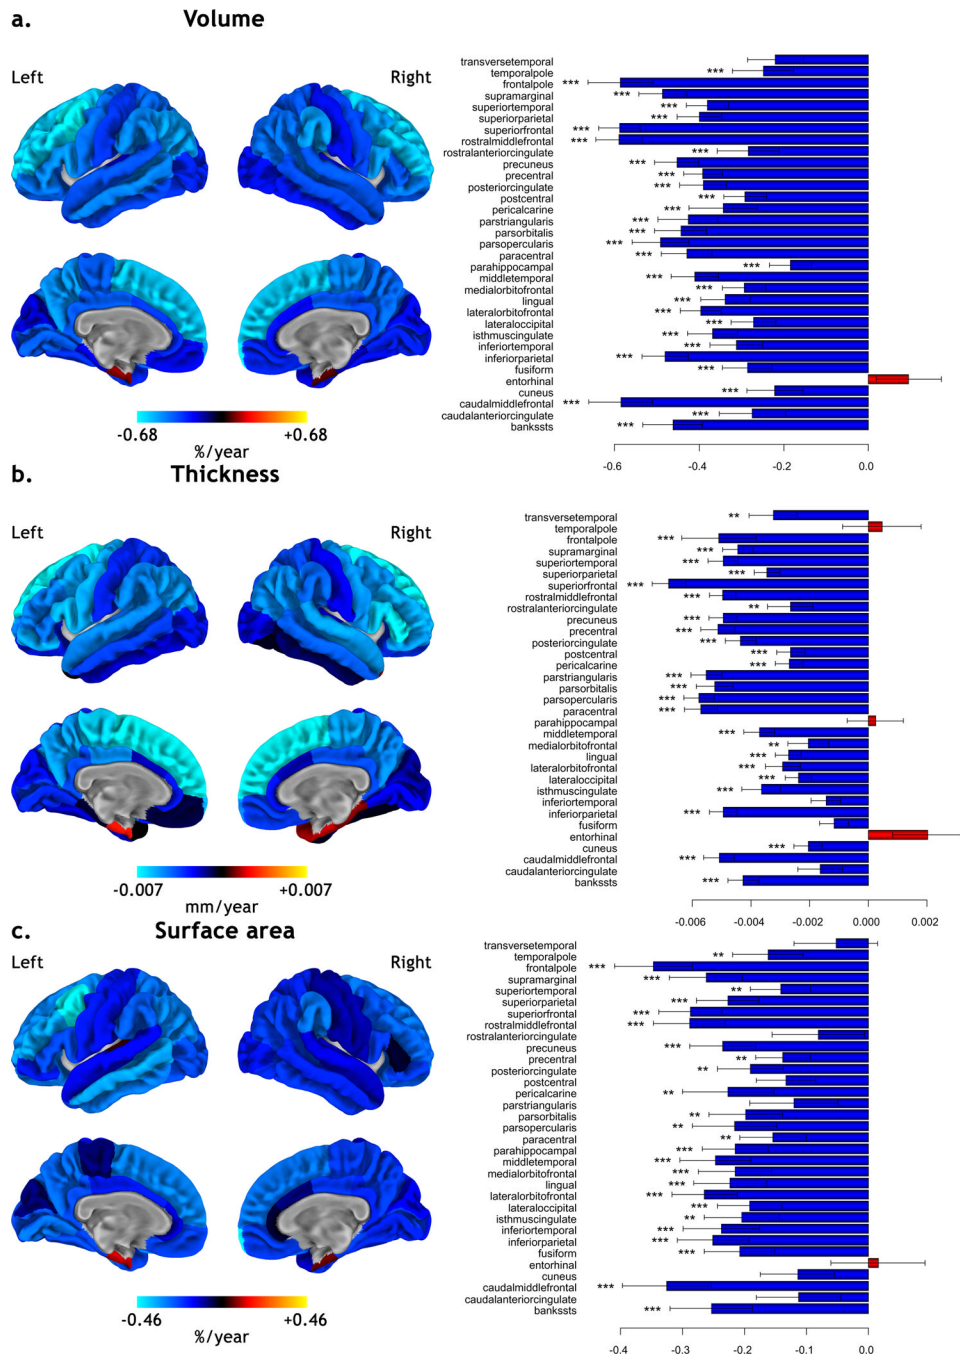 a. Volume
Left
Right
-0.68
+0.68
%/year
transversetemporal
temporalpole ***
frontalpole ***
supramarginal ***
superiortemporal ***
superiorparietal ***
superiorfrontal ***
rostralmiddlefrontal ***
rostralanteriorcingulate ***
precuneus ***
precentral ***
posteriorcingulate ***
postcentral ***
pericalcarine ***
parstriangularis ***
parsorbitalis ***
parsopercularis ***
paracentral ***
parahippocampal ***
middletemporal ***
medialorbitofrontal ***
lingual ***
lateralorbitofrontal ***
lateraloccipital ***
isthmuscingulate ***
inferiortemporal ***
inferiorparietal ***
fusiform ***
entorhinal
cuneus ***
caudalmiddlefrontal ***
caudalanteriorcingulate ***
bankssts ***
-0.6 -0.4 -0.2 0.0
b. Thickness
Left
Right
-0.007
+0.007
mm/year
transversetemporal **
temporalpole
frontalpole ***
supramarginal ***
superiortemporal ***
superiorparietal ***
superiorfrontal ***
rostralmiddlefrontal ***
rostralanteriorcingulate **
precuneus ***
precentral ***
posteriorcingulate ***
postcentral ***
pericalcarine ***
parstriangularis ***
parsorbitalis ***
parsopercularis ***
paracentral ***
parahippocampal
middletemporal ***
medialorbitofrontal **
lingual ***
lateralorbitofrontal ***
lateraloccipital ***
isthmuscingulate ***
inferiortemporal
inferiorparietal ***
fusiform
entorhinal
cuneus ***
caudalmiddlefrontal ***
caudalanteriorcingulate
bankssts ***
-0.006 -0.004 -0.002 0.000 0.002
c. Surface area
Left
Right
-0.46
+0.46
%/year
transversetemporal
temporalpole **
frontalpole ***
supramarginal ***
superiortemporal **
superiorparietal ***
superiorfrontal ***
rostralmiddlefrontal ***
rostralanteriorcingulate
precuneus ***
precentral **
posteriorcingulate **
postcentral
pericalcarine **
parstriangularis
parsorbitalis **
parsopercularis **
paracentral **
parahippocampal ***
middletemporal ***
medialorbitofrontal ***
lingual ***
lateralorbitofrontal ***
lateraloccipital ***
isthmuscingulate **
inferiortemporal ***
inferiorparietal ***
fusiform ***
entorhinal
cuneus
caudalmiddlefrontal ***
caudalanteriorcingulate
bankssts ***
-0.4 -0.3 -0.2 -0.1 0.0